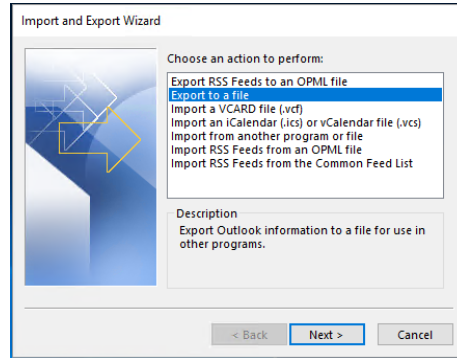 Import and Export Wizard
Choose an action to perform:
Export RSS Feeds to an OPML file
Export to a file
Import a VCARD file (.vcf)
Import an iCalendar (.ics) or vCalendar file (.vcs)
Import from another program or file
Import RSS Feeds from an OPML file
Import RSS Feeds from the Common Feed List
Description
Export Outlook information to a file for use in
other programs.
< Back Next > Cancel